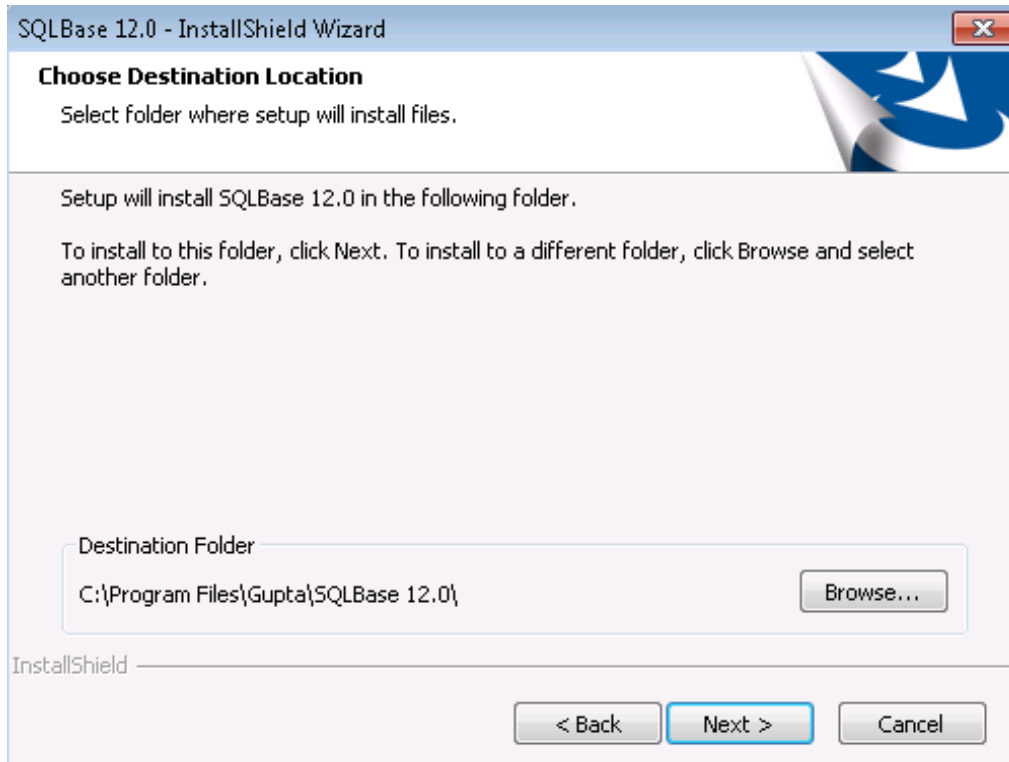 SQLBase 12.0 - InstallShield Wizard
Choose Destination Location
Select folder where setup will install files.
Setup will install SQLBase 12.0 in the following folder.
To install to this folder, click Next. To install to a different folder, click Browse and select
another folder.
Destination Folder
C:\Program Files\Gupta\SQLBase 12.0\
Browse...
InstallShield
< Back
Next >
Cancel